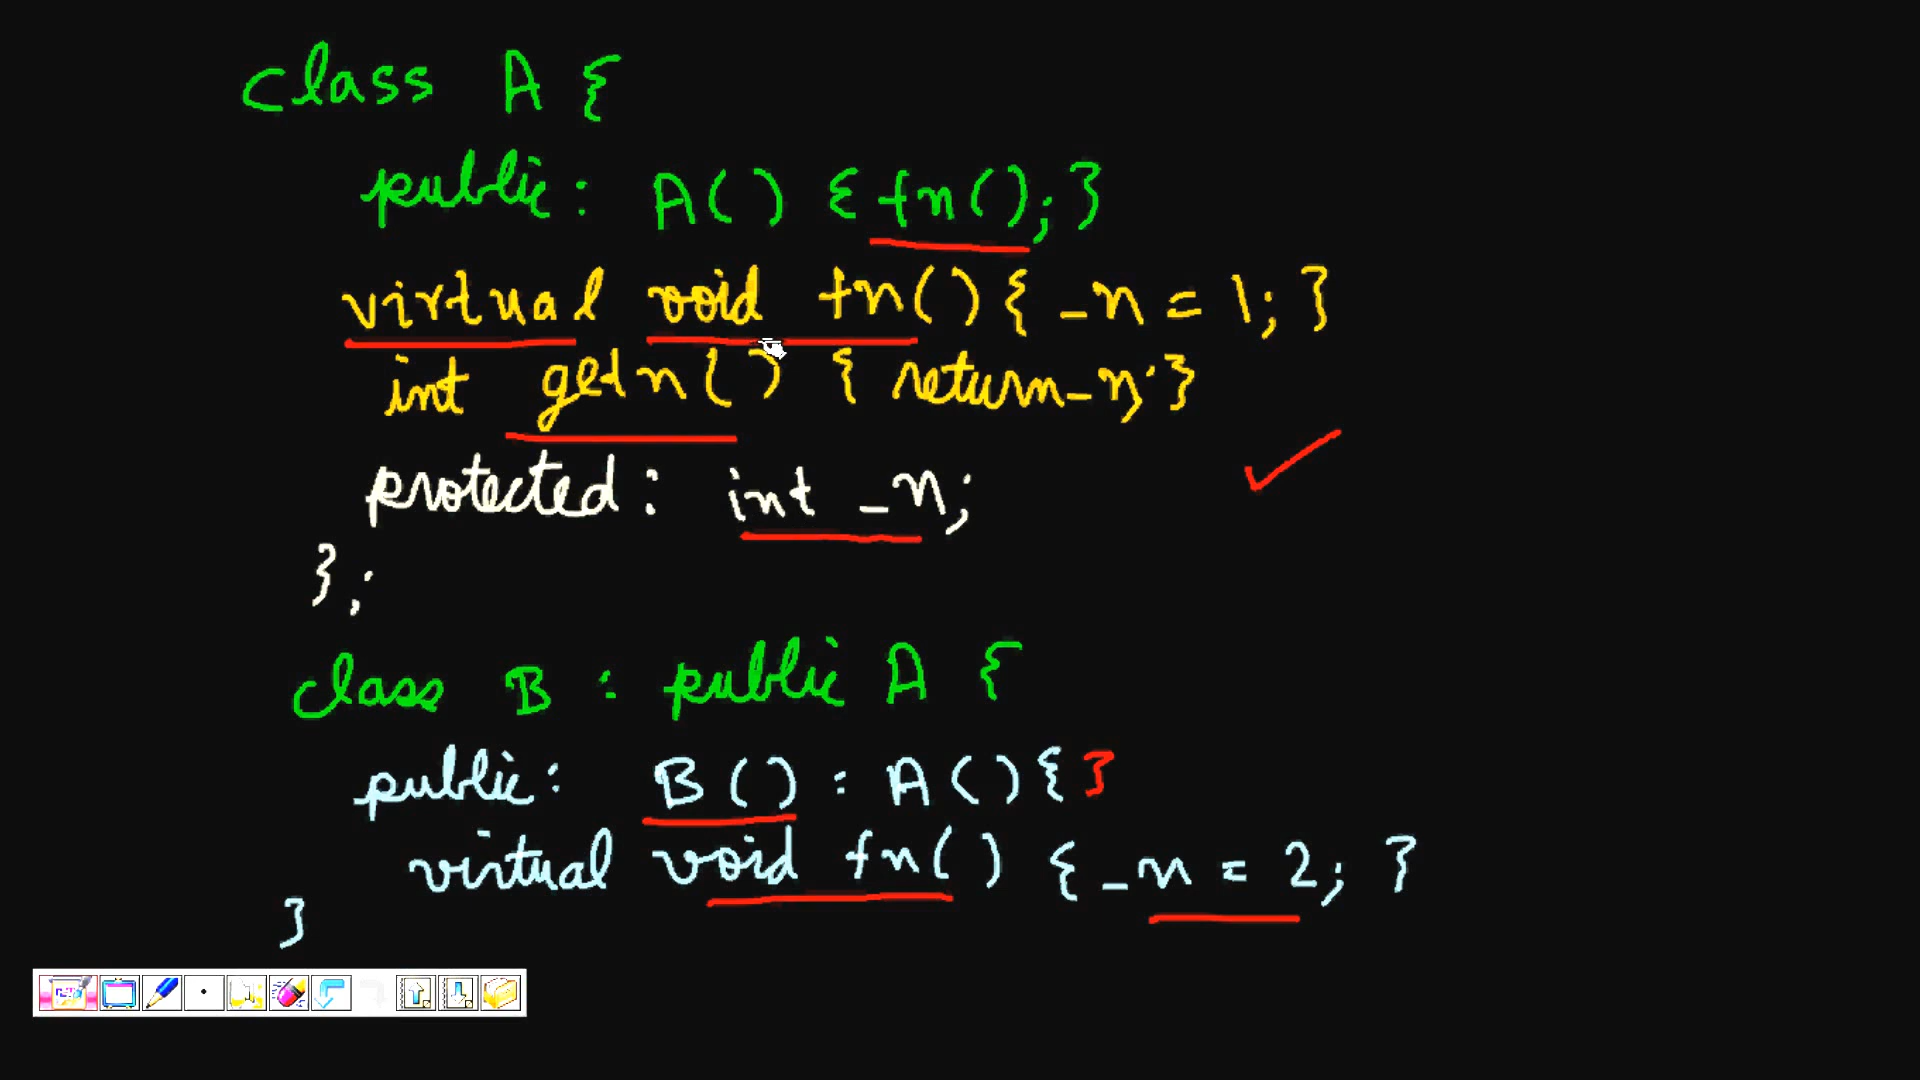 class A {
public: A() {fn();}
virtual void fn(){ _n = 1; }
int getn() { return _n; }
protected: int _n;
};
class B : public A {
public: B() : A(){}
virtual void fn() {_n = 2; }
}